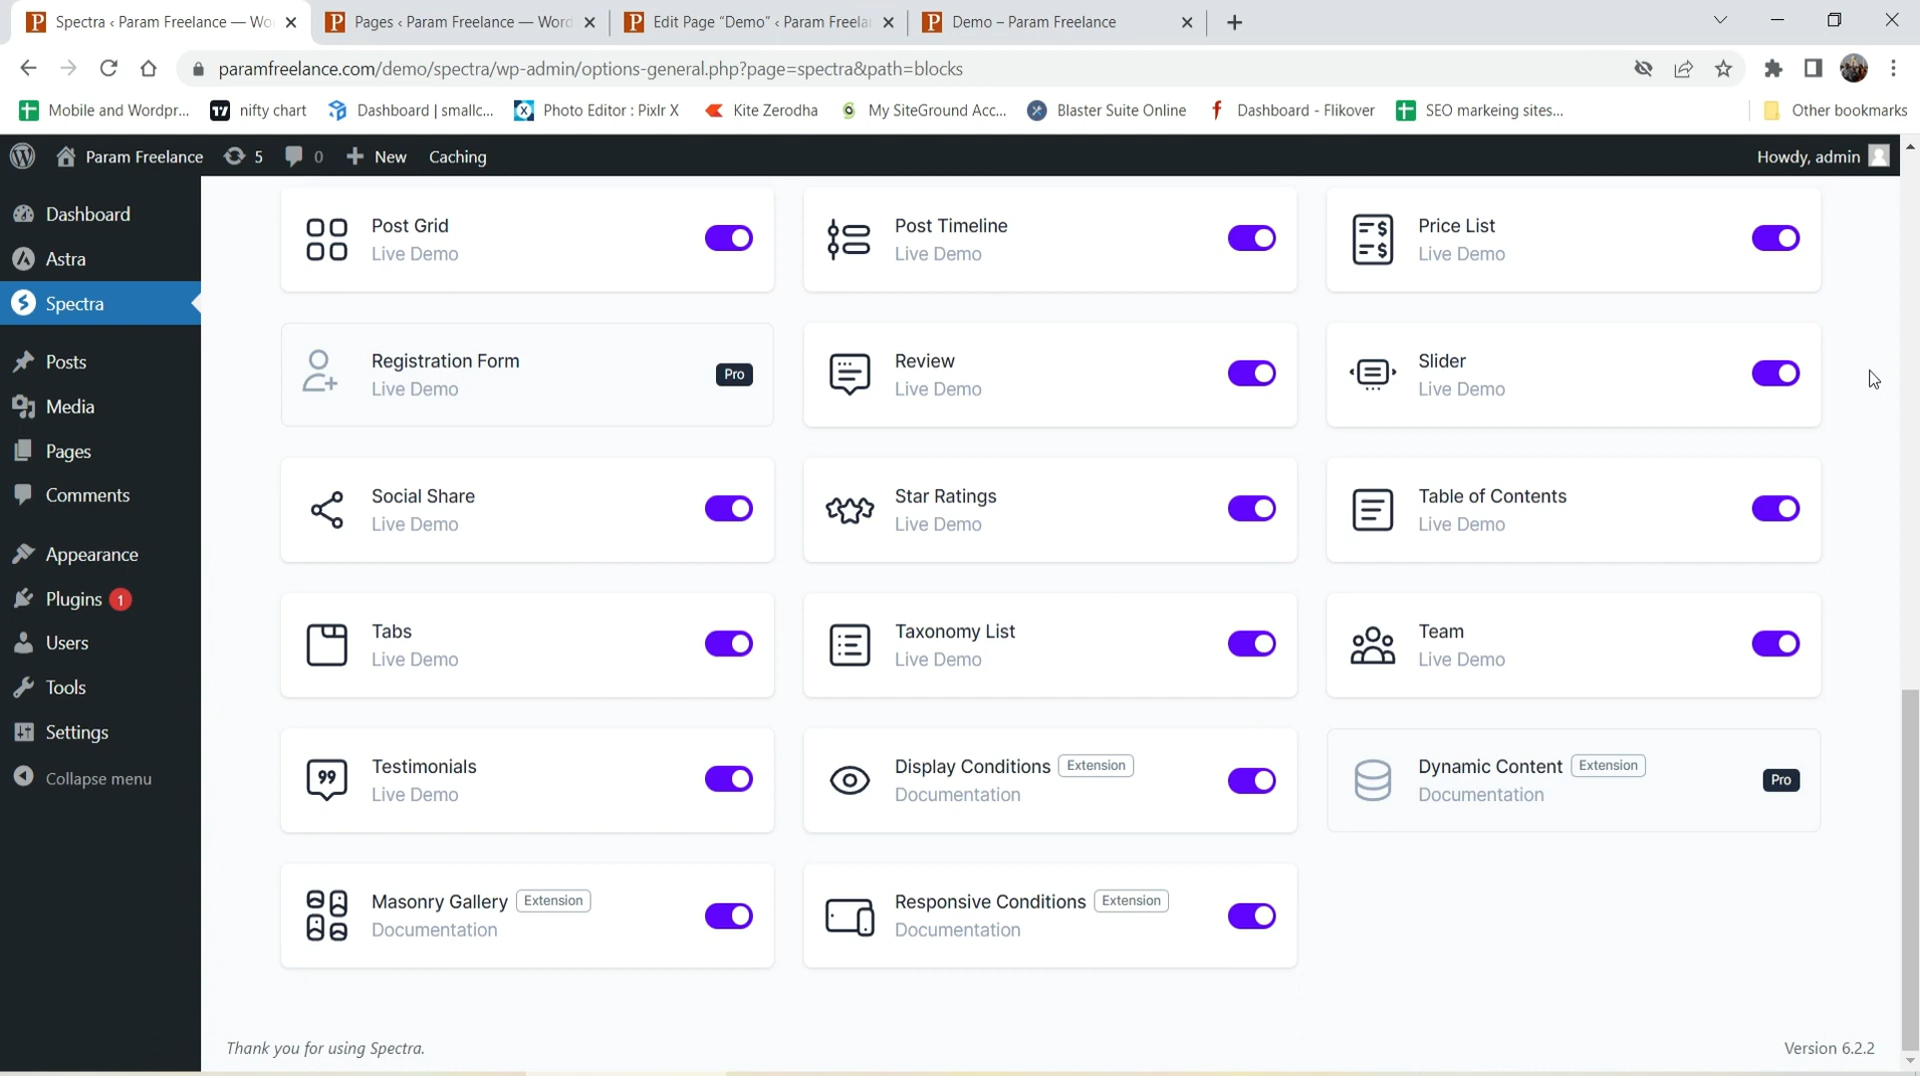 Spectra ‹ Param Freelance — Wo
Pages ‹ Param Freelance — Word
Edit Page “Demo” ‹ Param Freela
Demo – Param Freelance
paramfreelance.com/demo/spectra/wp-admin/options-general.php?page=spectra&path=blocks
Mobile and Wordpr... nifty chart Dashboard | smallc... Photo Editor : Pixlr X Kite Zerodha My SiteGround Acc... Blaster Suite Online Dashboard - Flikover SEO markeing sites... Other bookmarks
Param Freelance 5 0 New Caching Howdy, admin
Dashboard
Astra
Spectra
Posts
Media
Pages
Comments
Appearance
Plugins 1
Users
Tools
Settings
Collapse menu
Post Grid
Live Demo
Post Timeline
Live Demo
Price List
Live Demo
Registration Form
Live Demo
Pro
Review
Live Demo
Slider
Live Demo
Social Share
Live Demo
Star Ratings
Live Demo
Table of Contents
Live Demo
Tabs
Live Demo
Taxonomy List
Live Demo
Team
Live Demo
Testimonials
Live Demo
Display Conditions Extension
Documentation
Dynamic Content Extension
Documentation
Pro
Masonry Gallery Extension
Documentation
Responsive Conditions Extension
Documentation
Thank you for using Spectra.
Version 6.2.2